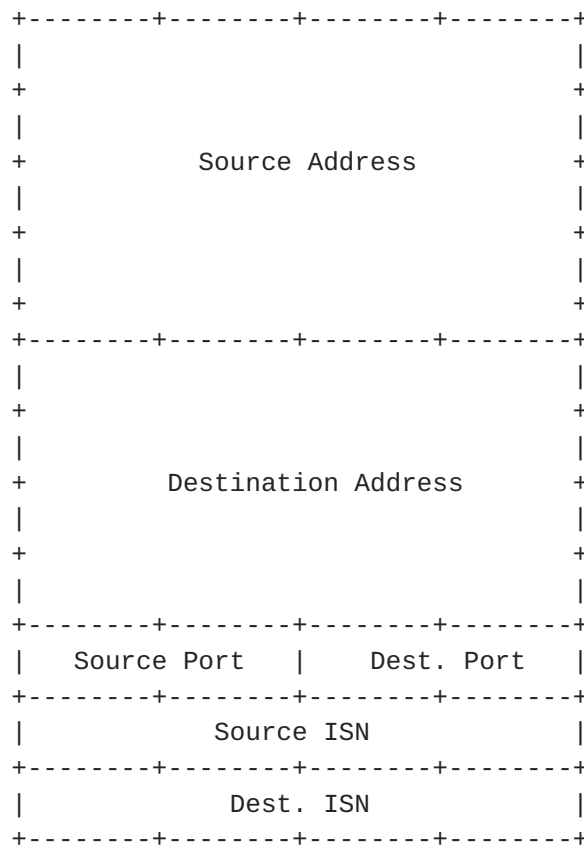 Source Address
Destination Address
Source Port | Dest. Port
Source ISN
Dest. ISN